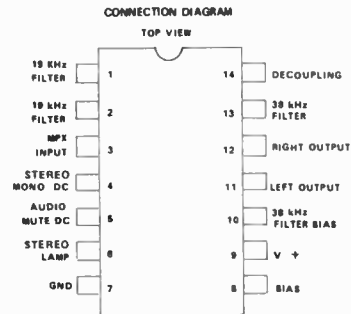 CONNECTION DIAGRAM
TOP VIEW
19 KHz
FILTER
1
14
DECOUPLING
19 kHz
FILTER
2
13
38 kHz
FILTER
MPX
INPUT
3
12
RIGHT OUTPUT
STEREO
MONO DC
4
11
LEFT OUTPUT
AUDIO
MUTE DC
5
10
38 kHz
FILTER BIAS
STEREO
LAMP
6
9
V +
GND
7
8
BIAS